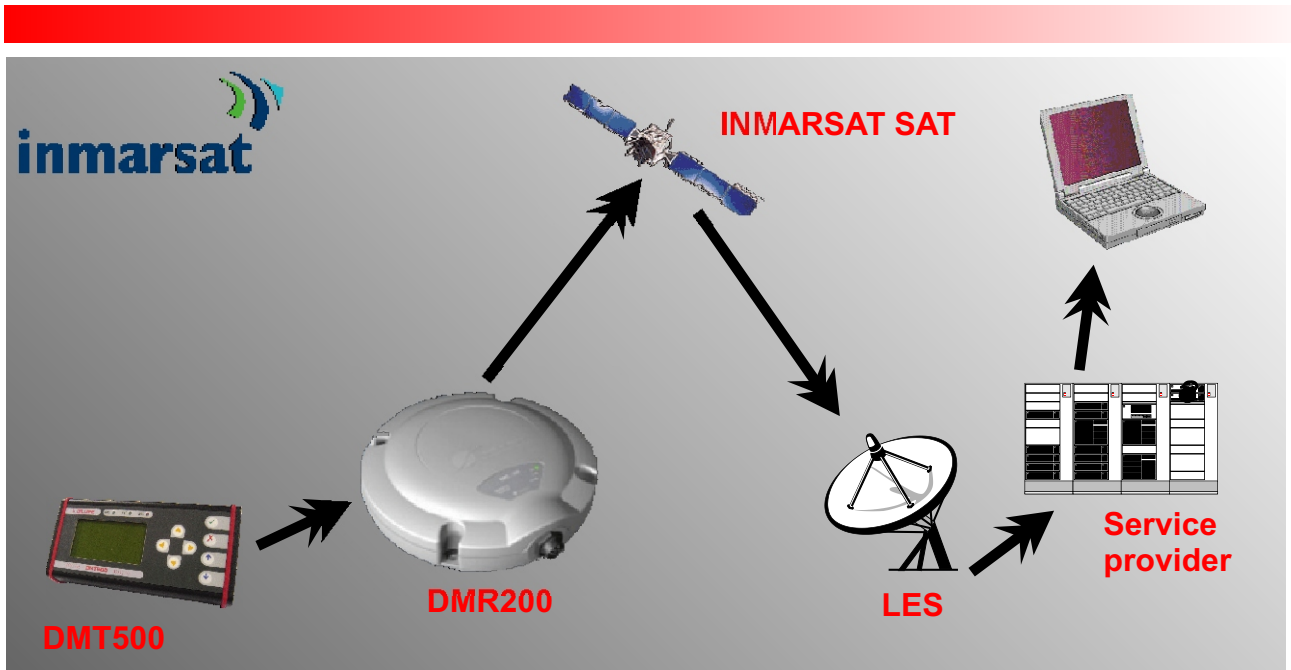 inmarsat
INMARSAT SAT
DMR200
DMT500
LES
Service
provider